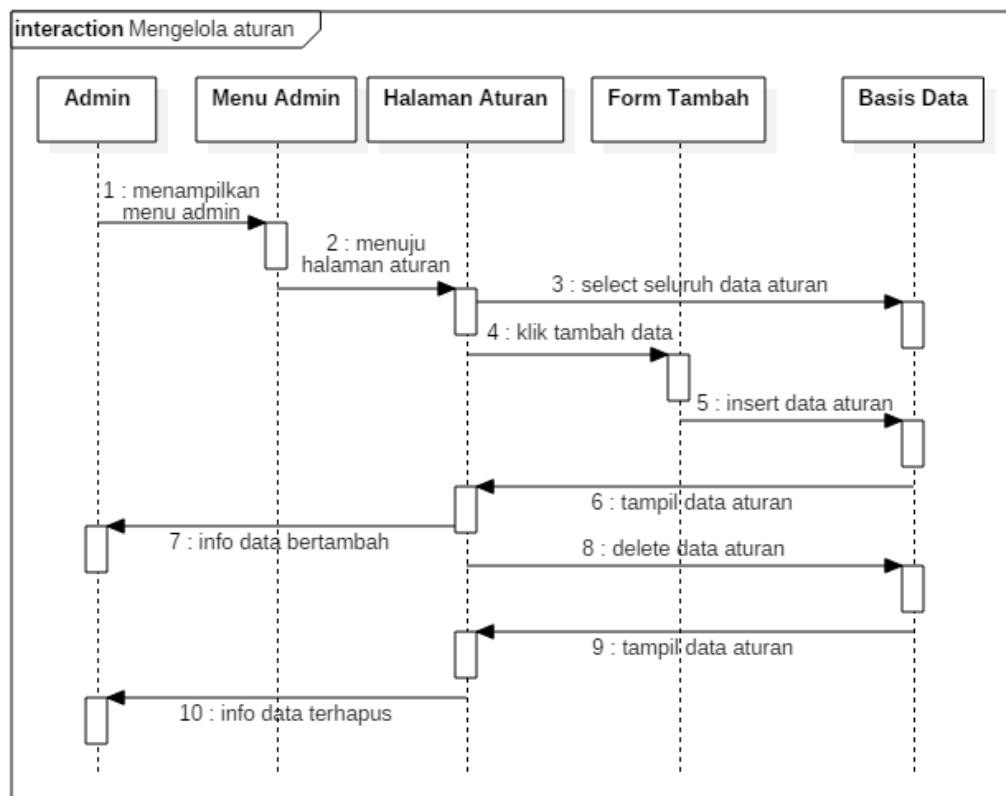 interaction Mengelola aturan
Admin
Menu Admin
Halaman Aturan
Form Tambah
Basis Data
1 : menampilkan
menu admin
2 : menuju
halaman aturan
3 : select seluruh data aturan
4 : klik tambah data
5 : insert data aturan
6 : tampil data aturan
7 : info data bertambah
8 : delete data aturan
9 : tampil data aturan
10 : info data terhapus